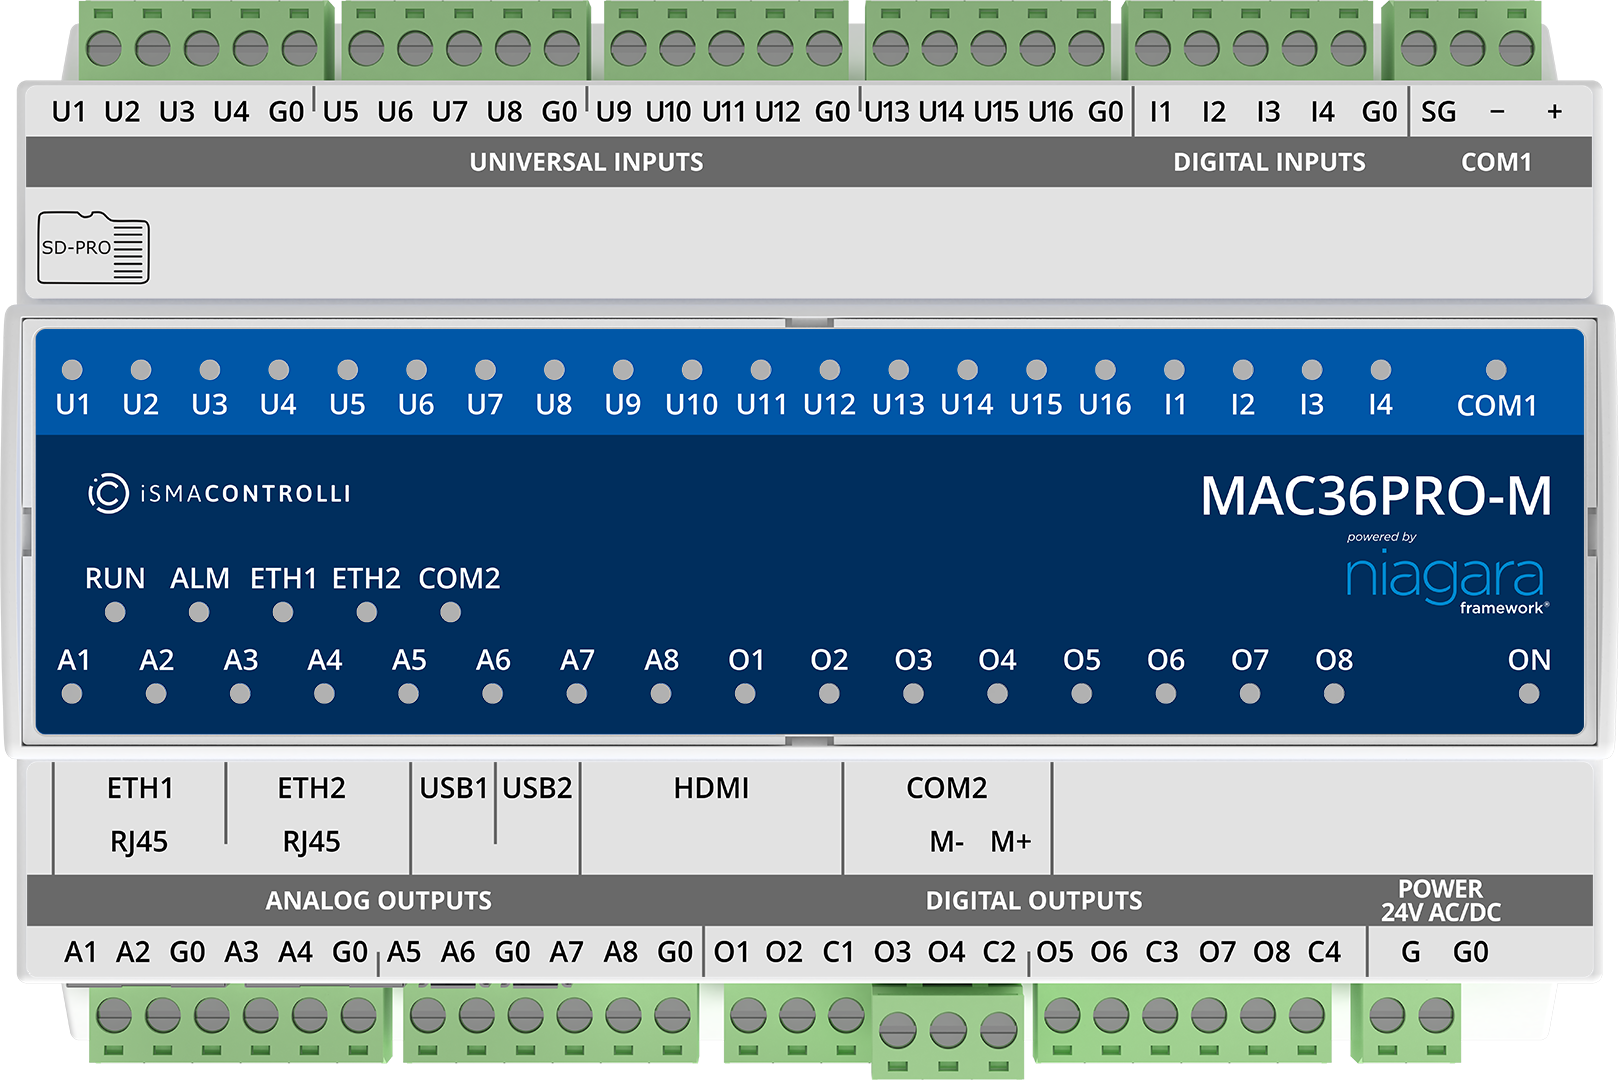 U1 U2 U3 U4 G0 U5 U6 U7 U8 G0 U9 U10 U11 U12 G0 U13 U14 U15 U16 G0 I1 I2 I3 I4 G0 SG − +
UNIVERSAL INPUTS DIGITAL INPUTS COM1
SD-PRO
U1 U2 U3 U4 U5 U6 U7 U8 U9 U10 U11 U12 U13 U14 U15 U16 I1 I2 I3 I4 COM1
iSMACONTROLLI
MAC36PRO-M
powered by
niagara
framework®
RUN ALM ETH1 ETH2 COM2
A1 A2 A3 A4 A5 A6 A7 A8 O1 O2 O3 O4 O5 O6 O7 O8 ON
ETH1 ETH2 USB1 USB2 HDMI COM2
RJ45 RJ45 M- M+
ANALOG OUTPUTS DIGITAL OUTPUTS
POWER
24V AC/DC
A1 A2 G0 A3 A4 G0 A5 A6 G0 A7 A8 G0 O1 O2 C1 O3 O4 C2 O5 O6 C3 O7 O8 C4 G G0